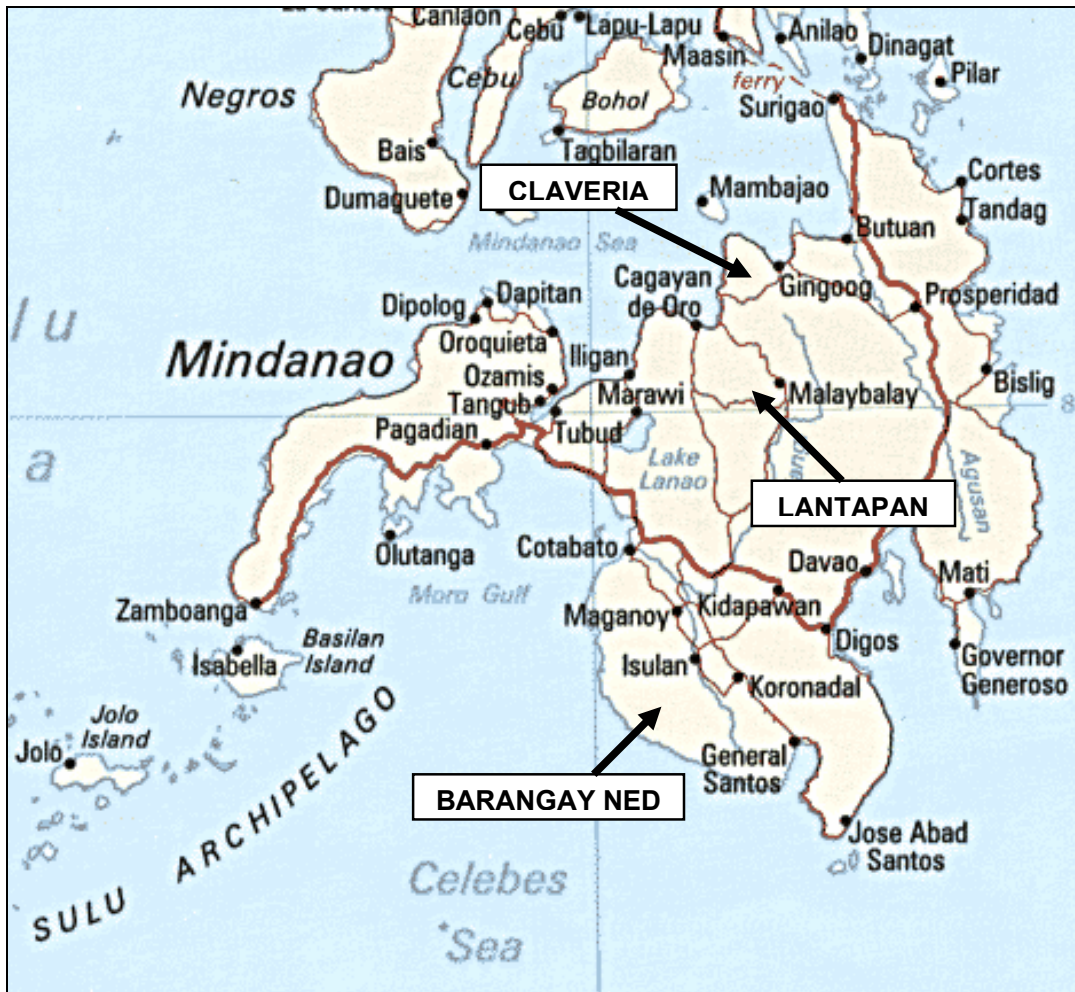 Canlaon
Cebu
Lapu-Lapu
Maasin
Anilao
Dinagat
Pilar
ferry
Surigao
Negros
Cebu
Bohol
Bais
Tagbilaran
Dumaguete
CLAVERIA
Mambajao
Cortes
Tandag
Mindanao Sea
Butuan
Cagayan
de Oro
Gingoog
Prosperidad
Dipolog
Dapitan
lu
Mindanao
Oroquieta
Iligan
Ozamis
Marawi
Malaybalay
Bislig
Tangub
8
Pagadian
Tubud
a
Lake
Lanao
Agusan
LANTAPAN
Olutanga
Cotabato
Davao
Mati
Moro Gulf
Zamboanga
Maganoy
Kidapawan
Digos
Basilan
Island
Isabella
Isulan
Koronadal
Governor
Generoso
Jolo
Island
Joló
General
Santos
BARANGAY NED
SULU ARCHIPELAGO
Jose Abad
Santos
Celebes
Sea